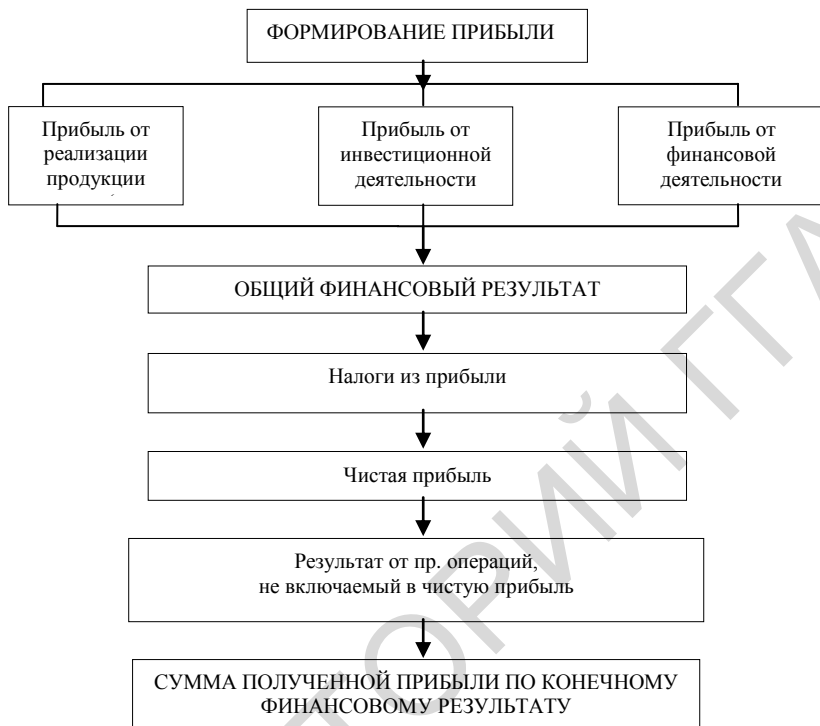 ФОРМИРОВАНИЕ ПРИБЫЛИ
Прибыль от
реализации
продукции
Прибыль от
инвестиционной
деятельности
Прибыль от
финансовой
деятельности
ОБЩИЙ ФИНАНСОВЫЙ РЕЗУЛЬТАТ
Налоги из прибыли
Чистая прибыль
Результат от пр. операций,
не включаемый в чистую прибыль
СУММА ПОЛУЧЕННОЙ ПРИБЫЛИ ПО КОНЕЧНОМУ
ФИНАНСОВОМУ РЕЗУЛЬТАТУ